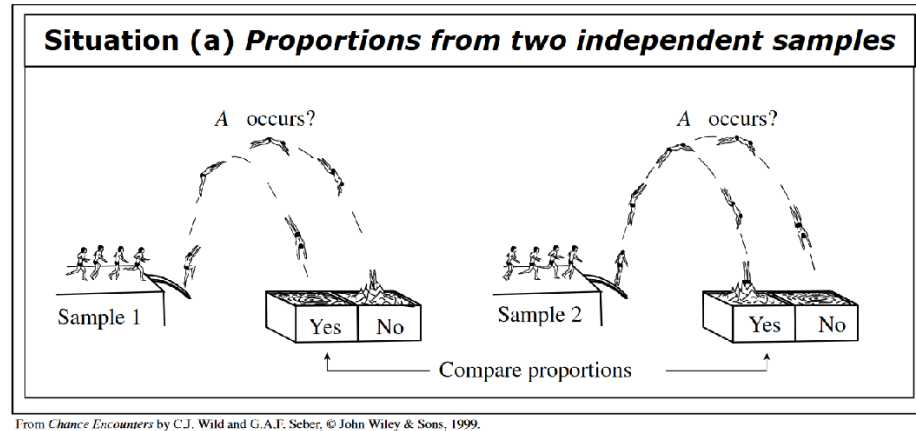 Situation (a) Proportions from two independent samples
A occurs?
A occurs?
Sample 1
Yes
No
Sample 2
Yes
No
Compare proportions
From Chance Encounters by C.J. Wild and G.A.F. Seber, © John Wiley & Sons, 1999.